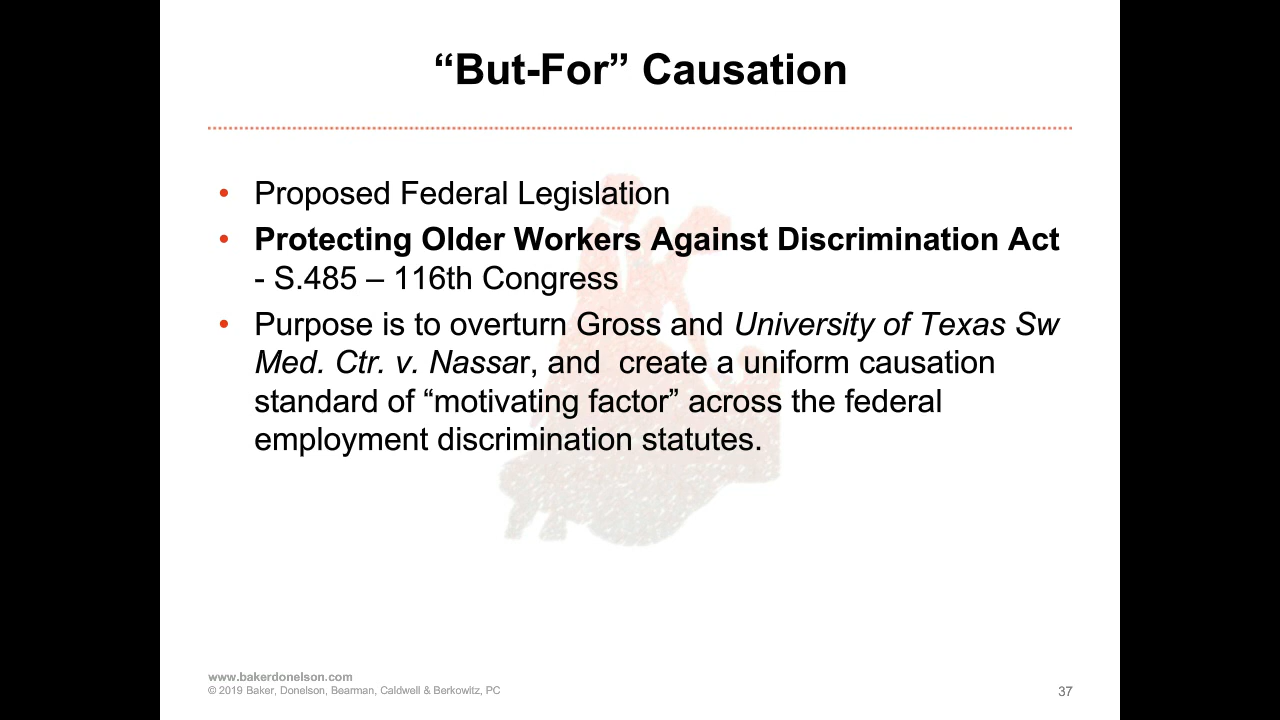 “But-For” Causation
• Proposed Federal Legislation
• Protecting Older Workers Against Discrimination Act
- S.485 – 116th Congress
• Purpose is to overturn Gross and University of Texas Sw
Med. Ctr. v. Nassar, and  create a uniform causation
standard of “motivating factor” across the federal
employment discrimination statutes.
www.bakerdonelson.com
© 2019 Baker, Donelson, Bearman, Caldwell & Berkowitz, PC
37